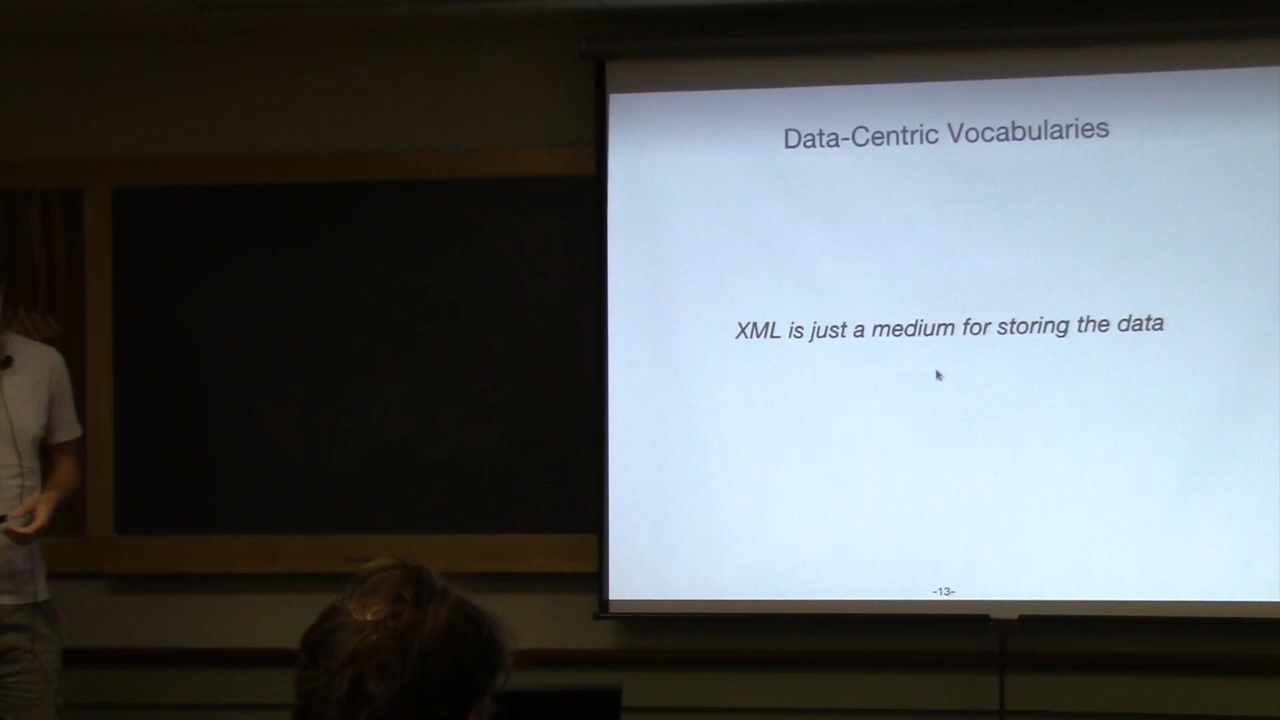 Data-Centric Vocabularies
XML is just a medium for storing the data
-13-